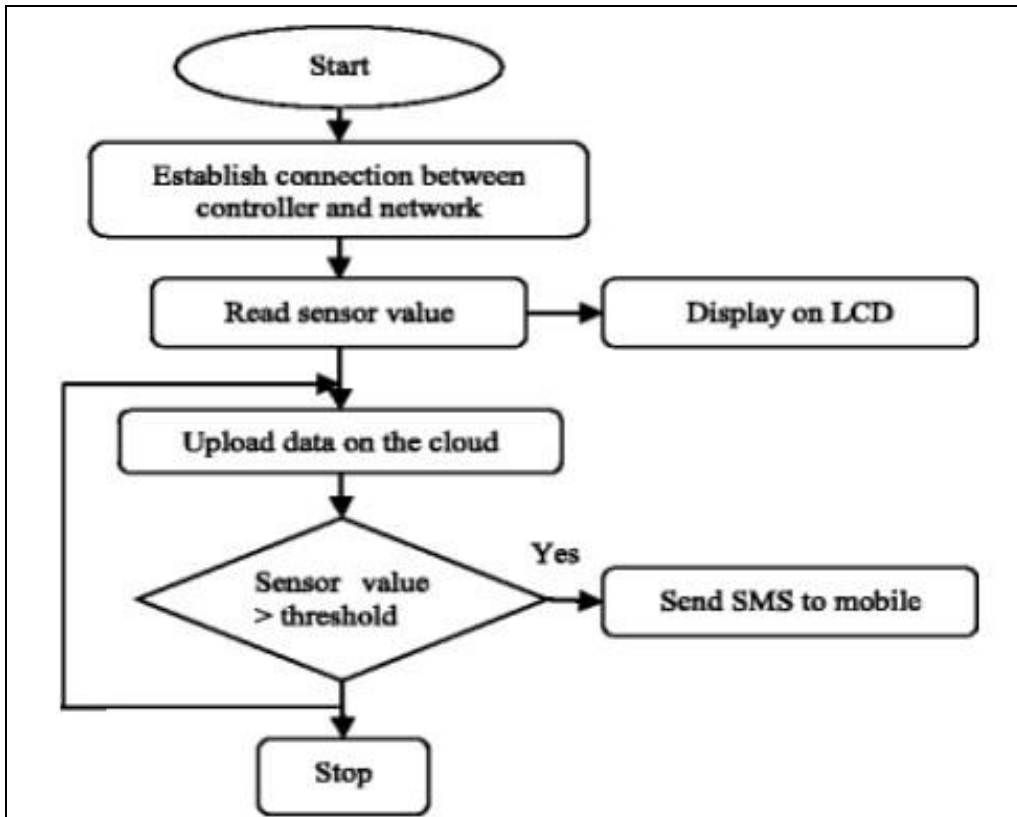 Start
Establish connection between
controller and network
Read sensor value
Display on LCD
Upload data on the cloud
Yes
Sensor value
> threshold
Send SMS to mobile
Stop